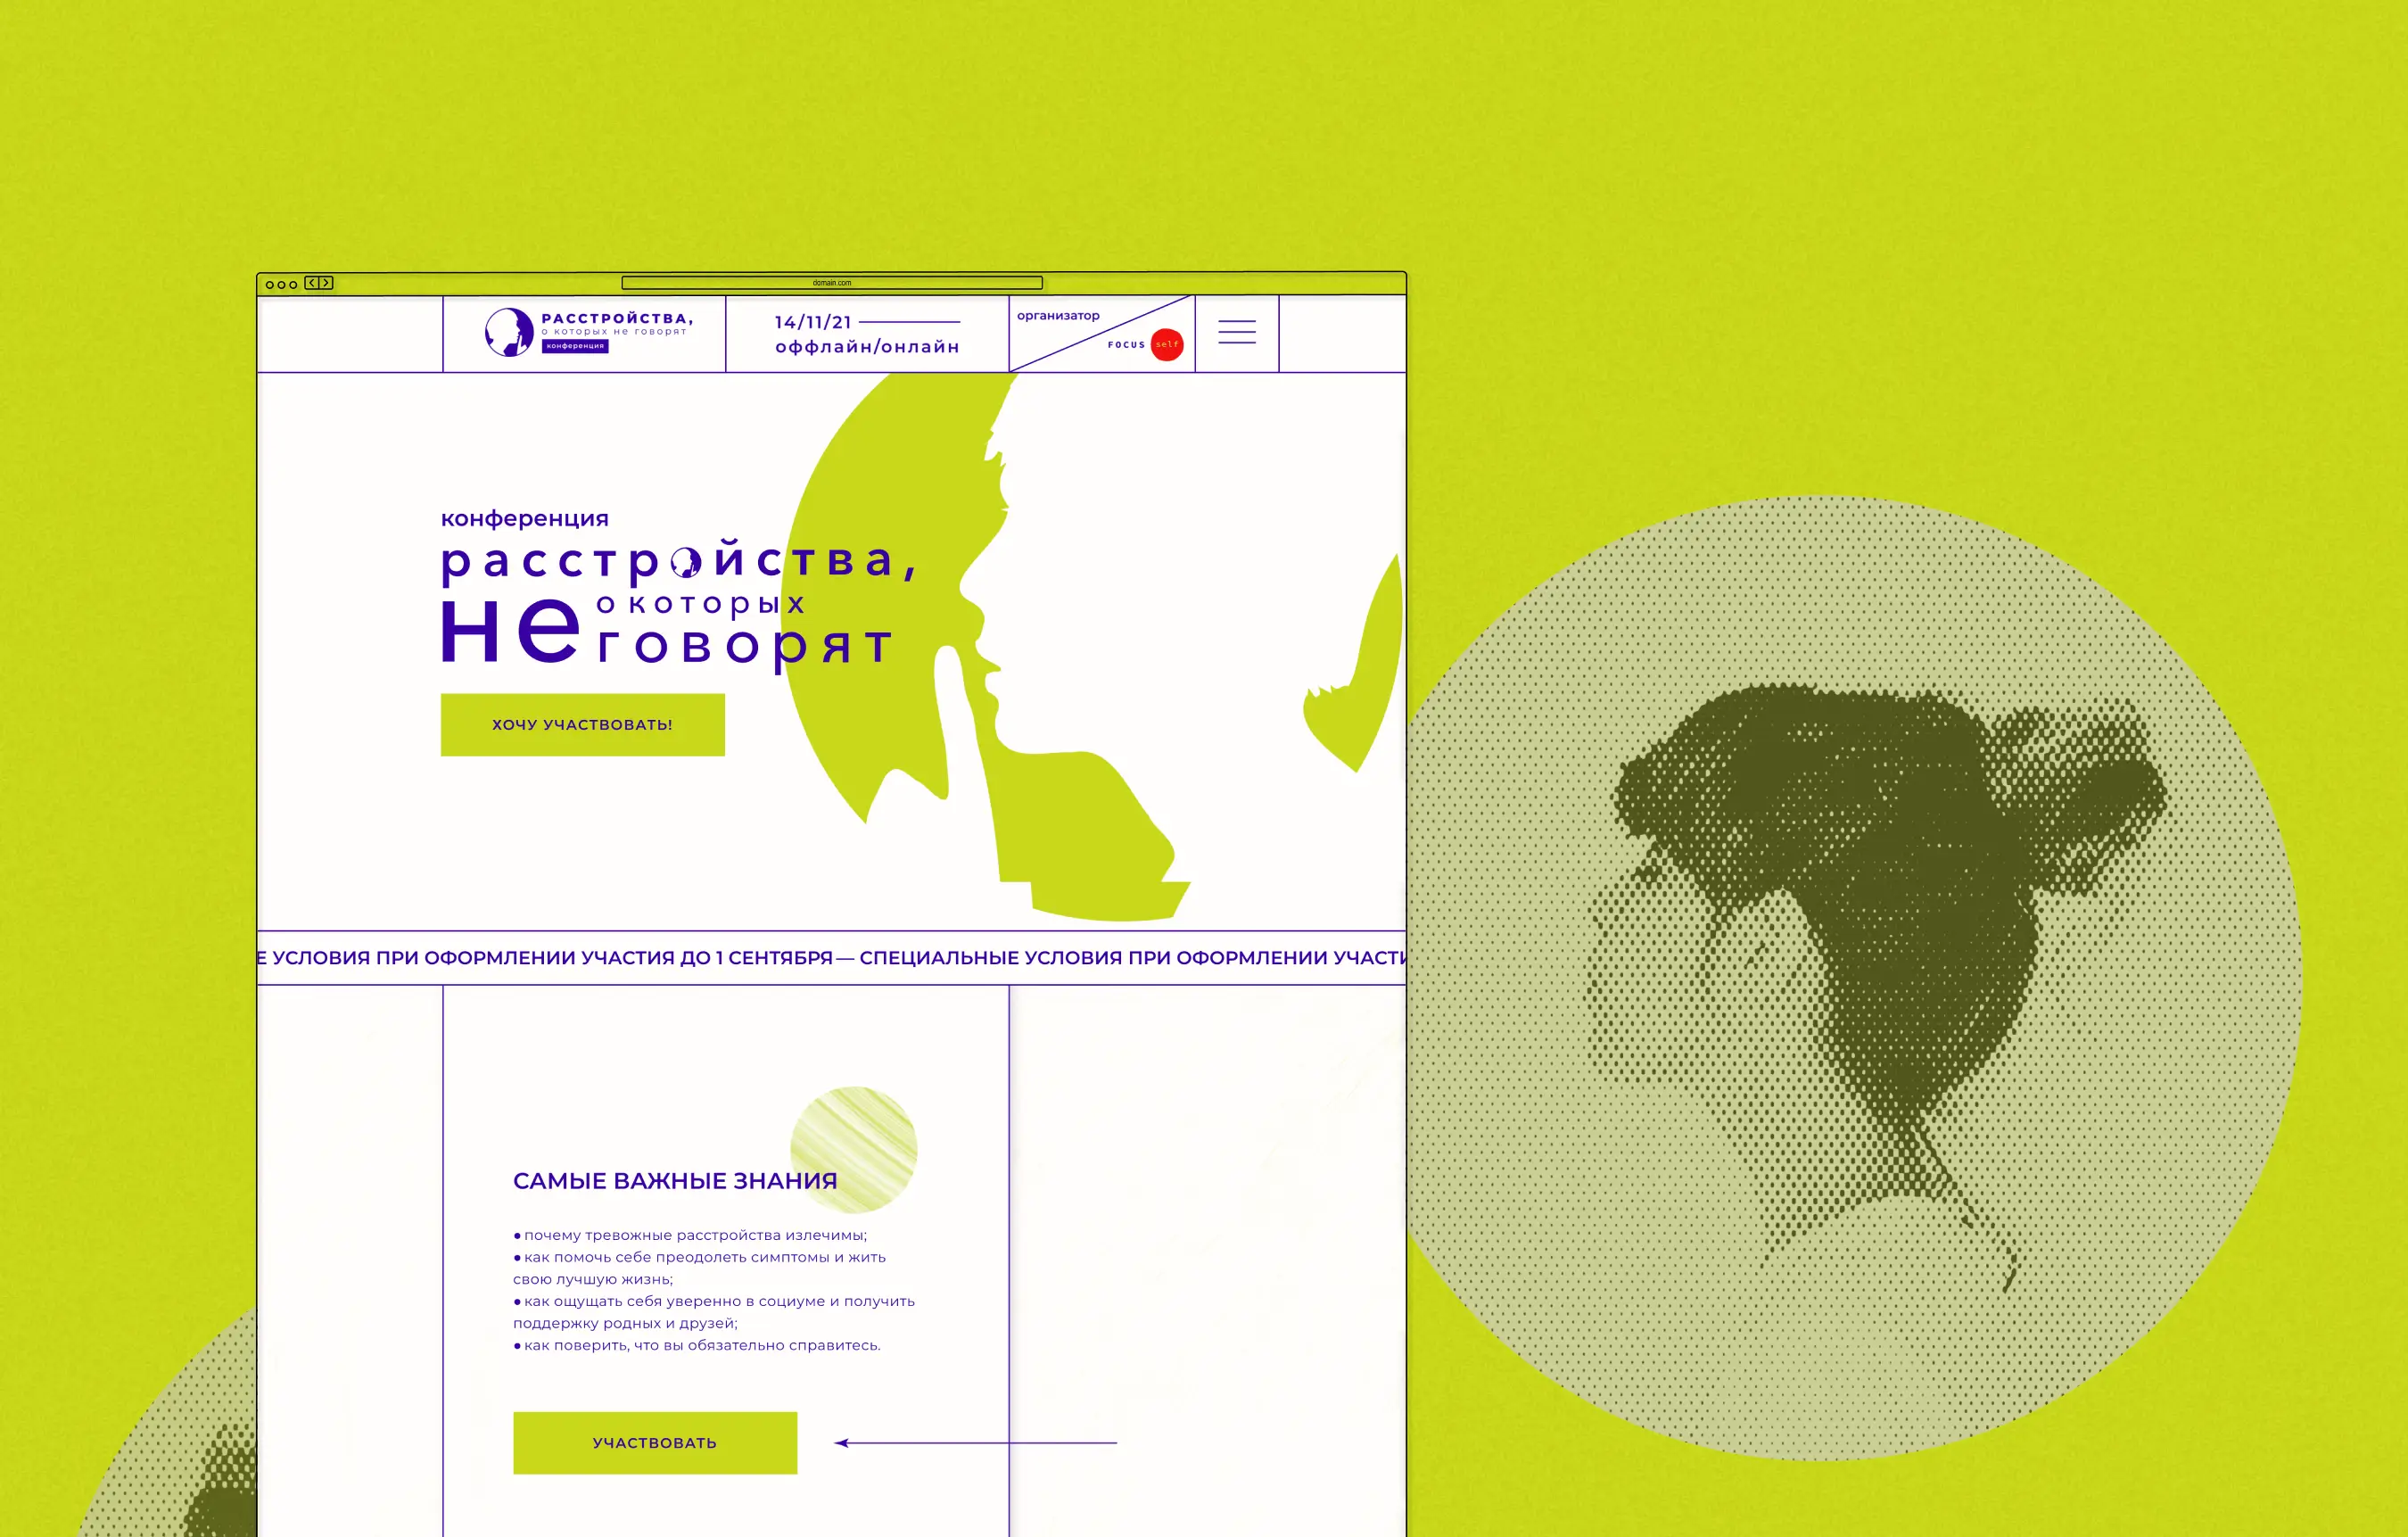 domain.com
РАССТРОЙСТВА,
о которых не говорят
конференция
14/11/21
оффлайн/онлайн
организатор
FOCUS self
конференция
расстройства,
о которых
не говорят
ХОЧУ УЧАСТВОВАТЬ!
Е УСЛОВИЯ ПРИ ОФОРМЛЕНИИ УЧАСТИЯ ДО 1 СЕНТЯБРЯ — СПЕЦИАЛЬНЫЕ УСЛОВИЯ ПРИ ОФОРМЛЕНИИ УЧАСТИ
САМЫЕ ВАЖНЫЕ ЗНАНИЯ
● почему тревожные расстройства излечимы;
● как помочь себе преодолеть симптомы и жить
свою лучшую жизнь;
● как ощущать себя уверенно в социуме и получить
поддержку родных и друзей;
● как поверить, что вы обязательно справитесь.
УЧАСТВОВАТЬ